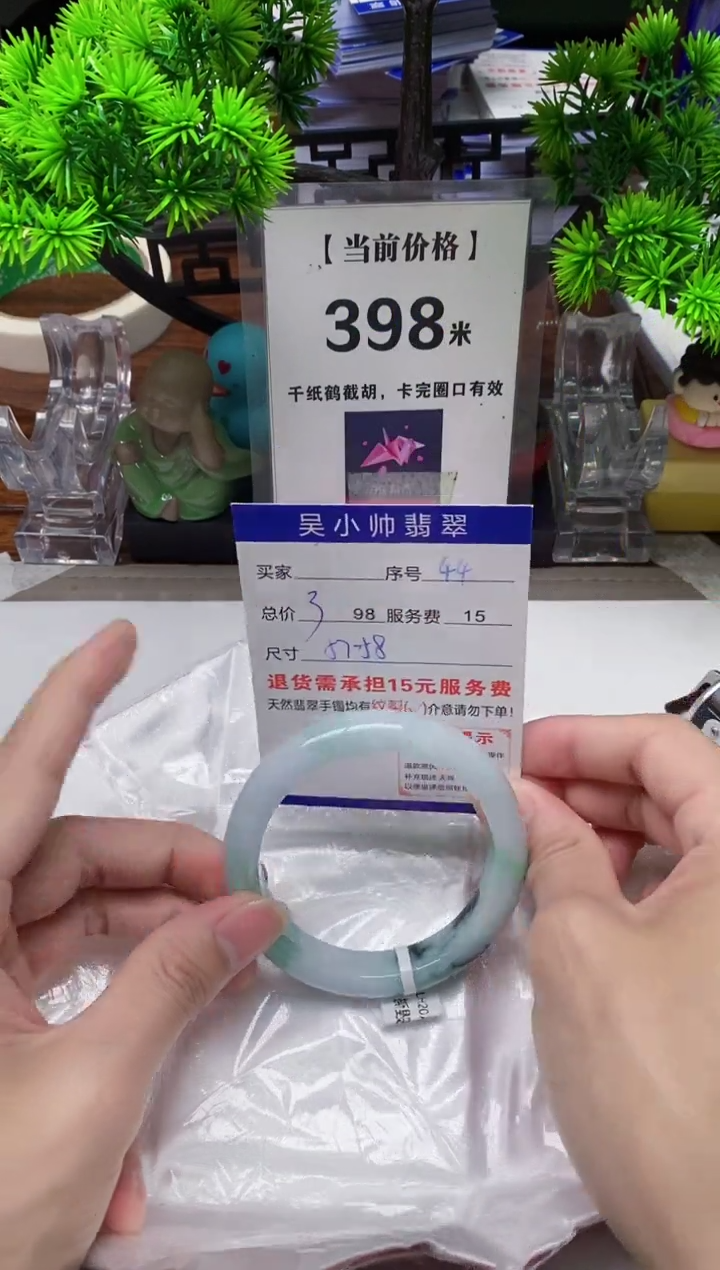 【当前价格】
398米
千纸鹤截胡，卡完圈口有效
吴小帅翡翠
买家 序号 44
总价 3 98 服务费 15
尺寸 57-58
退货需承担15元服务费
天然翡翠手镯均有纹裂(、)介意请勿下单!
示